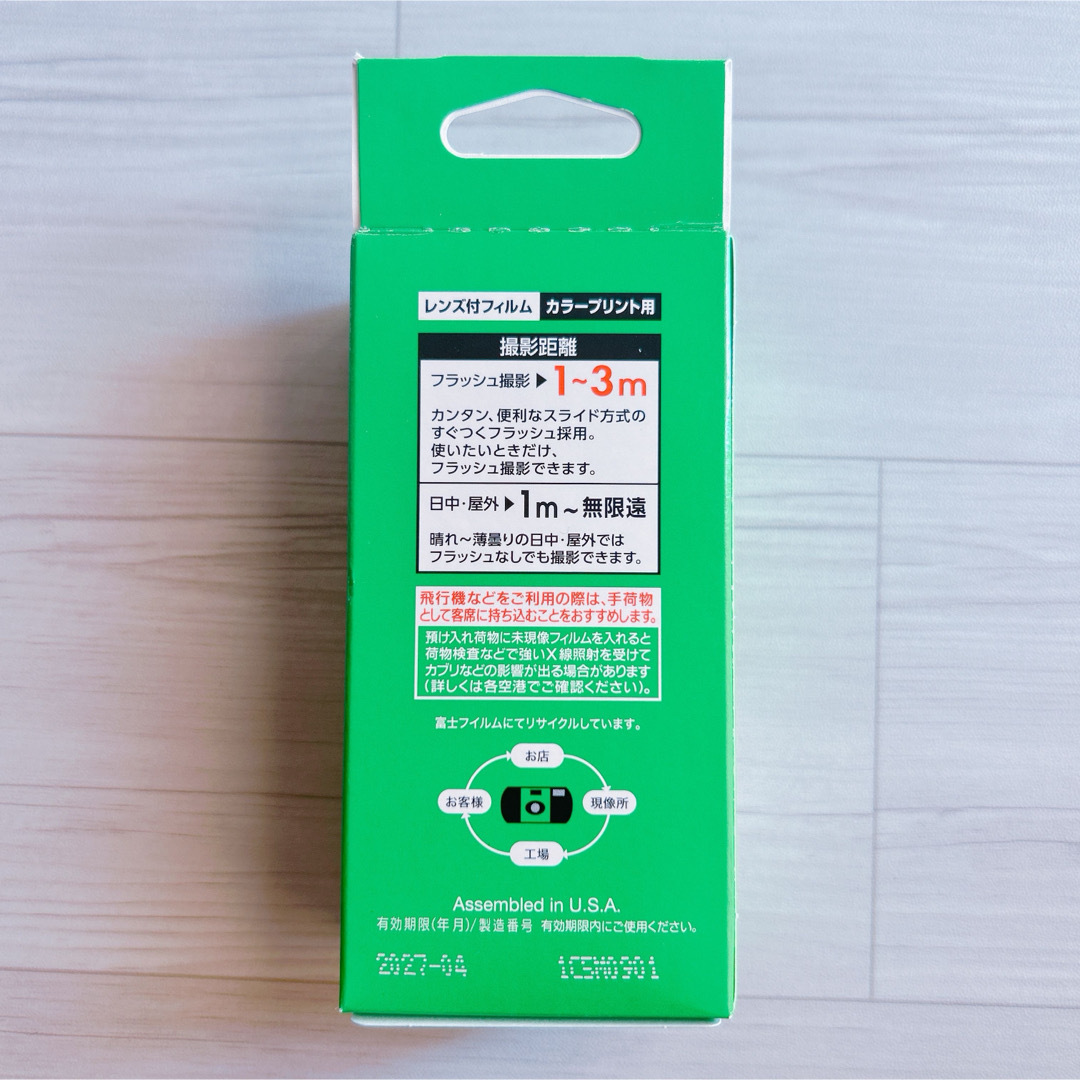 レンズ付フィルム カラープリント用
撮影距離
フラッシュ撮影▶1~3m
カンタン、便利なスライド方式の
すぐつくフラッシュ採用。
使いたいときだけ、
フラッシュ撮影できます。
日中・屋外▶1m~無限遠
晴れ~薄曇りの日中・屋外では
フラッシュなしでも撮影できます。
飛行機などをご利用の際は、手荷物
として客席に持ち込むことをおすすめします。
預け入れ荷物に未現像フィルムを入れると
荷物検査などで強いX線照射を受けて
カブリなどの影響が出る場合があります
(詳しくは各空港でご確認ください)。
富士フイルムにてリサイクルしています。
お店
お客様
現像所
工場
Assembled in U.S.A.
有効期限(年月)/製造番号 有効期限内にご使用ください。
2027-04 1CSM0901